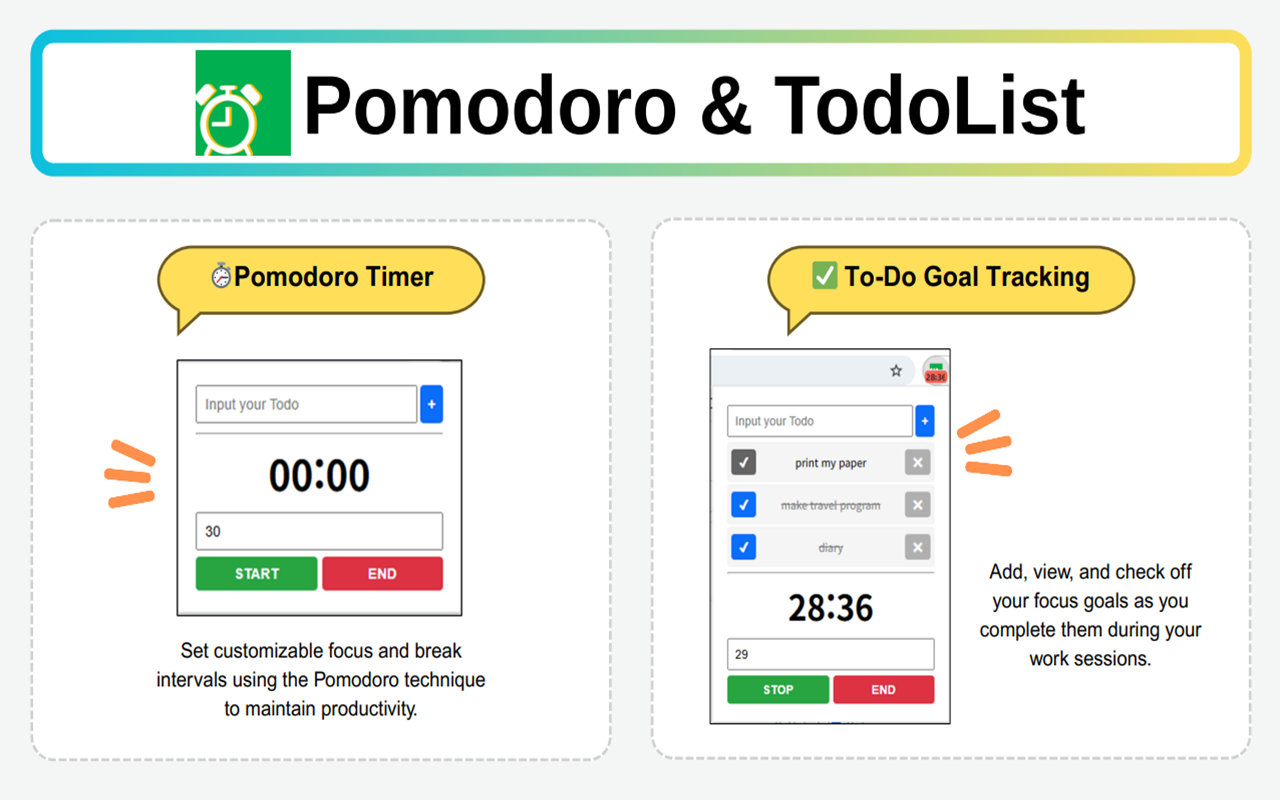 Pomodoro & TodoList
Pomodoro Timer
Input your Todo
+
00:00
30
START END
Set customizable focus and break
intervals using the Pomodoro technique
to maintain productivity.
To-Do Goal Tracking
28:36
Input your Todo
+
print my paper
make travel program
diary
28:36
29
STOP END
Add, view, and check off
your focus goals as you
complete them during your
work sessions.